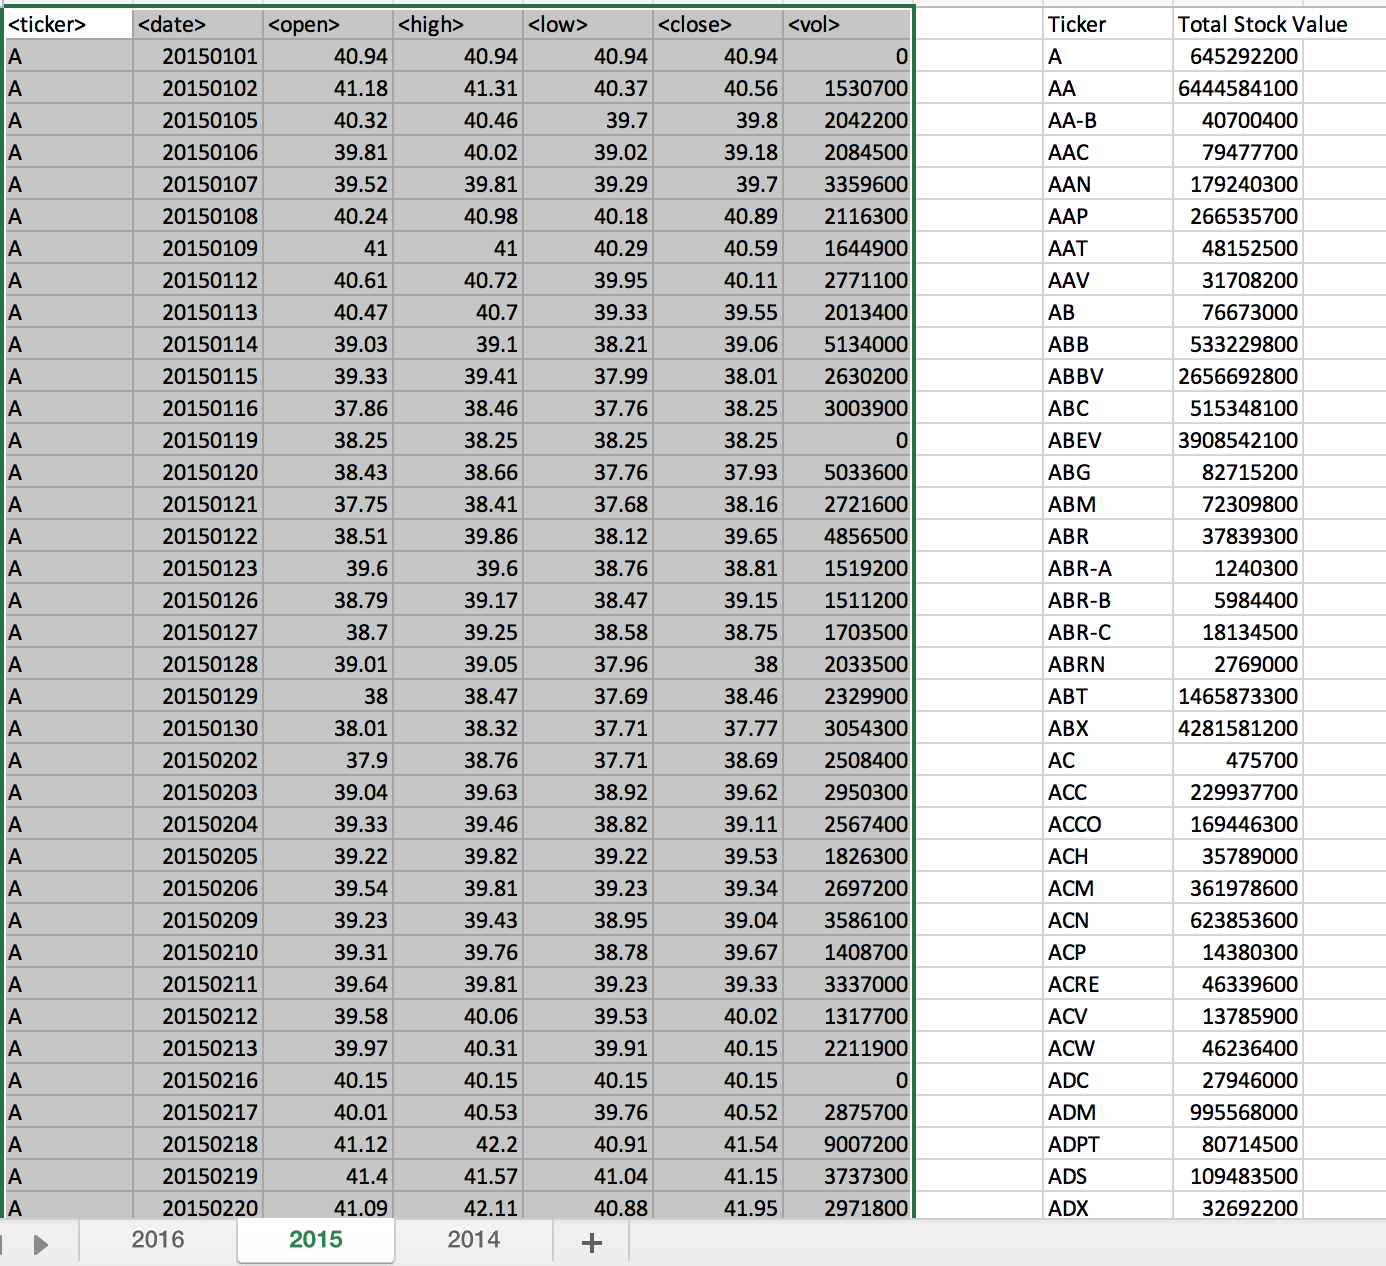 <ticker> <date> <open> <high> <low> <close> <vol> Ticker Total Stock Value
A 20150101 40.94 40.94 40.94 40.94 0 A 645292200
A 20150102 41.18 41.31 40.37 40.56 1530700 AA 6444584100
A 20150105 40.32 40.46 39.7 39.8 2042200 AA-B 40700400
A 20150106 39.81 40.02 39.02 39.18 2084500 AAC 79477700
A 20150107 39.52 39.81 39.29 39.7 3359600 AAN 179240300
A 20150108 40.24 40.98 40.18 40.89 2116300 AAP 266535700
A 20150109 41 41 40.29 40.59 1644900 AAT 48152500
A 20150112 40.61 40.72 39.95 40.11 2771100 AAV 31708200
A 20150113 40.47 40.7 39.33 39.55 2013400 AB 76673000
A 20150114 39.03 39.1 38.21 39.06 5134000 ABB 533229800
A 20150115 39.33 39.41 37.99 38.01 2630200 ABBV 2656692800
A 20150116 37.86 38.46 37.76 38.25 3003900 ABC 515348100
A 20150119 38.25 38.25 38.25 38.25 0 ABEV 3908542100
A 20150120 38.43 38.66 37.76 37.93 5033600 ABG 82715200
A 20150121 37.75 38.41 37.68 38.16 2721600 ABM 72309800
A 20150122 38.51 39.86 38.12 39.65 4856500 ABR 37839300
A 20150123 39.6 39.6 38.76 38.81 1519200 ABR-A 1240300
A 20150126 38.79 39.17 38.47 39.15 1511200 ABR-B 5984400
A 20150127 38.7 39.25 38.58 38.75 1703500 ABR-C 18134500
A 20150128 39.01 39.05 37.96 38 2033500 ABRN 2769000
A 20150129 38 38.47 37.69 38.46 2329900 ABT 1465873300
A 20150130 38.01 38.32 37.71 37.77 3054300 ABX 4281581200
A 20150202 37.9 38.76 37.71 38.69 2508400 AC 475700
A 20150203 39.04 39.63 38.92 39.62 2950300 ACC 229937700
A 20150204 39.33 39.46 38.82 39.11 2567400 ACCO 169446300
A 20150205 39.22 39.82 39.22 39.53 1826300 ACH 35789000
A 20150206 39.54 39.81 39.23 39.34 2697200 ACM 361978600
A 20150209 39.23 39.43 38.95 39.04 3586100 ACN 623853600
A 20150210 39.31 39.76 38.78 39.67 1408700 ACP 14380300
A 20150211 39.64 39.81 39.23 39.33 3337000 ACRE 46339600
A 20150212 39.58 40.06 39.53 40.02 1317700 ACV 13785900
A 20150213 39.97 40.31 39.91 40.15 2211900 ACW 46236400
A 20150216 40.15 40.15 40.15 40.15 0 ADC 27946000
A 20150217 40.01 40.53 39.76 40.52 2875700 ADM 995568000
A 20150218 41.12 42.2 40.91 41.54 9007200 ADPT 80714500
A 20150219 41.4 41.57 41.04 41.15 3737300 ADS 109483500
A 20150220 41.09 42.11 40.88 41.95 2971800 ADX 32692200
2016 2015 2014 +